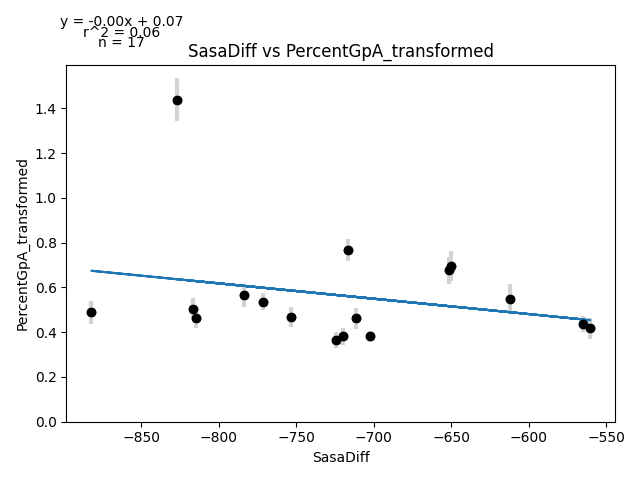 y = -0.00x + 0.07
r^2 = 0.06
n = 17
SasaDiff vs PercentGpA_transformed
PercentGpA_transformed
1.4
1.2
1.0
0.8
0.6
0.4
0.2
0.0
−850 −800 −750 −700 −650 −600 −550
SasaDiff